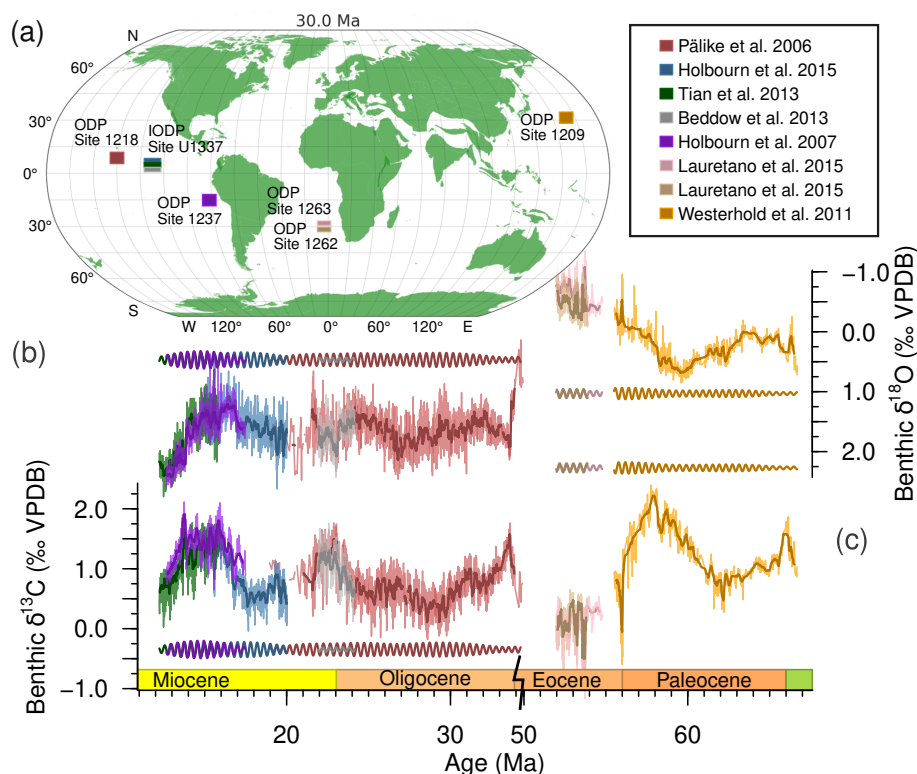 (a)
30.0 Ma
N
60°
30°
0°
30°
60°
S
W 120° 60° 0° 60° 120° E
ODP
Site 1218
IODP
Site U1337
ODP
Site 1237
ODP
Site 1263
ODP
Site 1262
ODP
Site 1209
Pälike et al. 2006
Holbourn et al. 2015
Tian et al. 2013
Beddow et al. 2013
Holbourn et al. 2007
Lauretano et al. 2015
Lauretano et al. 2015
Westerhold et al. 2011
(b)
−1.0
0.0
1.0
2.0
Benthic δ18O (‰ VPDB)
(c)
2.0
1.0
0.0
−1.0
Benthic δ13C (‰ VPDB)
Miocene Oligocene Eocene Paleocene
20 30 50 60
Age (Ma)